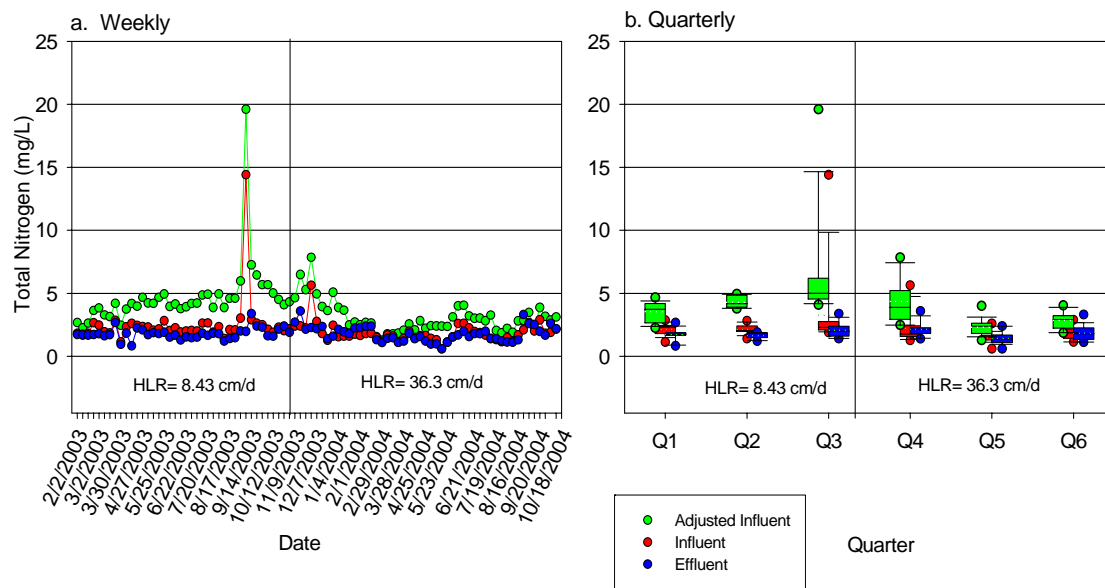 a. Weekly
25
20
15
10
5
0
Total Nitrogen (mg/L)
HLR= 8.43 cm/d
HLR= 36.3 cm/d
2/2/2003
3/2/2003
3/30/2003
4/27/2003
5/25/2003
6/22/2003
7/20/2003
8/17/2003
9/14/2003
10/12/2003
11/9/2003
12/7/2003
1/4/2004
2/1/2004
2/29/2004
3/28/2004
4/25/2004
5/23/2004
6/21/2004
7/19/2004
8/16/2004
9/20/2004
10/18/2004
Date
b. Quarterly
25
20
15
10
5
0
HLR= 8.43 cm/d
HLR= 36.3 cm/d
Q1
Q2
Q3
Q4
Q5
Q6
Quarter
Adjusted Influent
Influent
Effluent